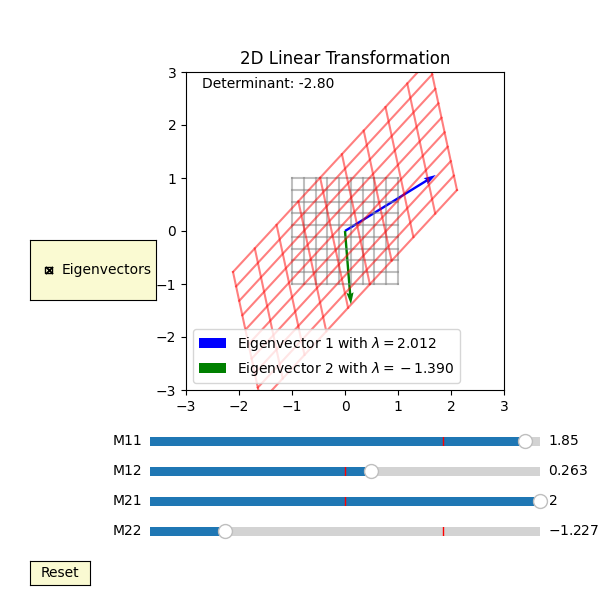 2D Linear Transformation
Determinant: -2.80
3
2
1
0
−1
−2
−3
−3
−2
−1
0
1
2
3
Eigenvectors
Eigenvector 1 with λ = 2.012
Eigenvector 2 with λ = −1.390
M11 1.85
M12 0.263
M21 2
M22 −1.227
Reset